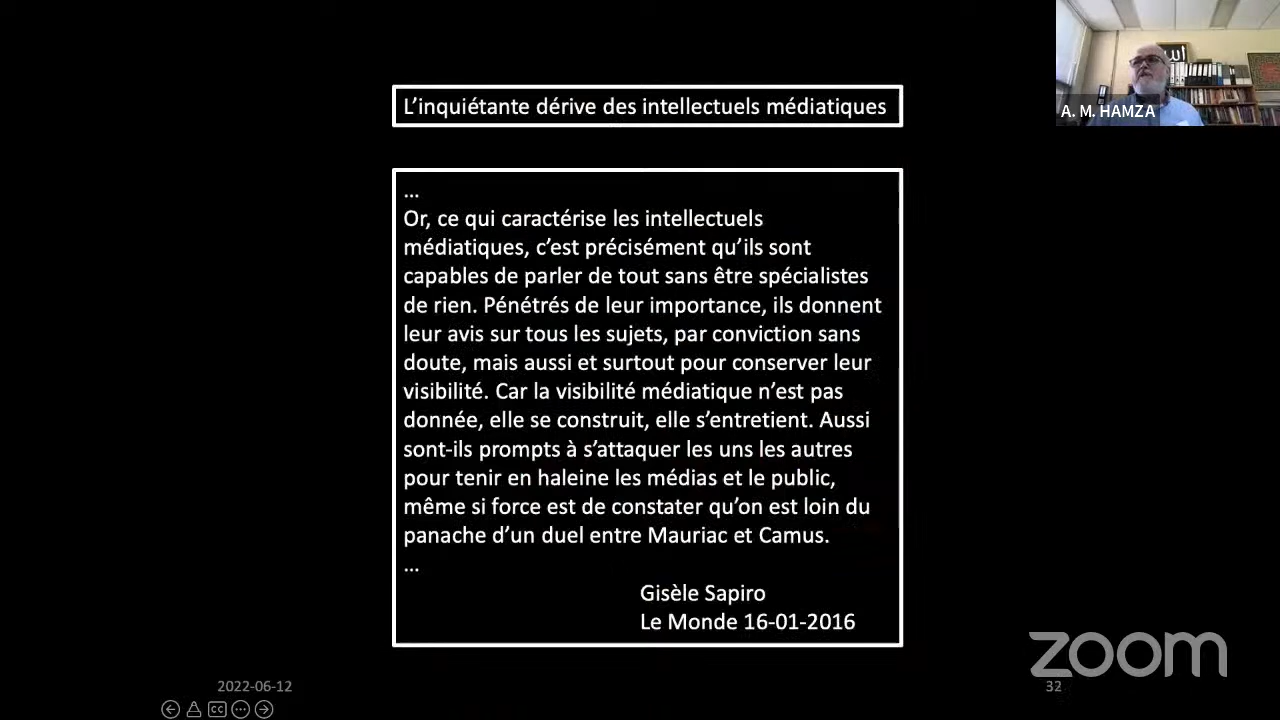 L’inquiétante dérive des intellectuels médiatiques
A. M. HAMZA
...
Or, ce qui caractérise les intellectuels
médiatiques, c’est précisément qu’ils sont
capables de parler de tout sans être spécialistes
de rien. Pénétrés de leur importance, ils donnent
leur avis sur tous les sujets, par conviction sans
doute, mais aussi et surtout pour conserver leur
visibilité. Car la visibilité médiatique n’est pas
donnée, elle se construit, elle s’entretient. Aussi
sont-ils prompts à s’attaquer les uns les autres
pour tenir en haleine les médias et le public,
même si force est de constater qu’on est loin du
panache d’un duel entre Mauriac et Camus.
...
Gisèle Sapiro
Le Monde 16-01-2016
zoom
2022-06-12
32
CC